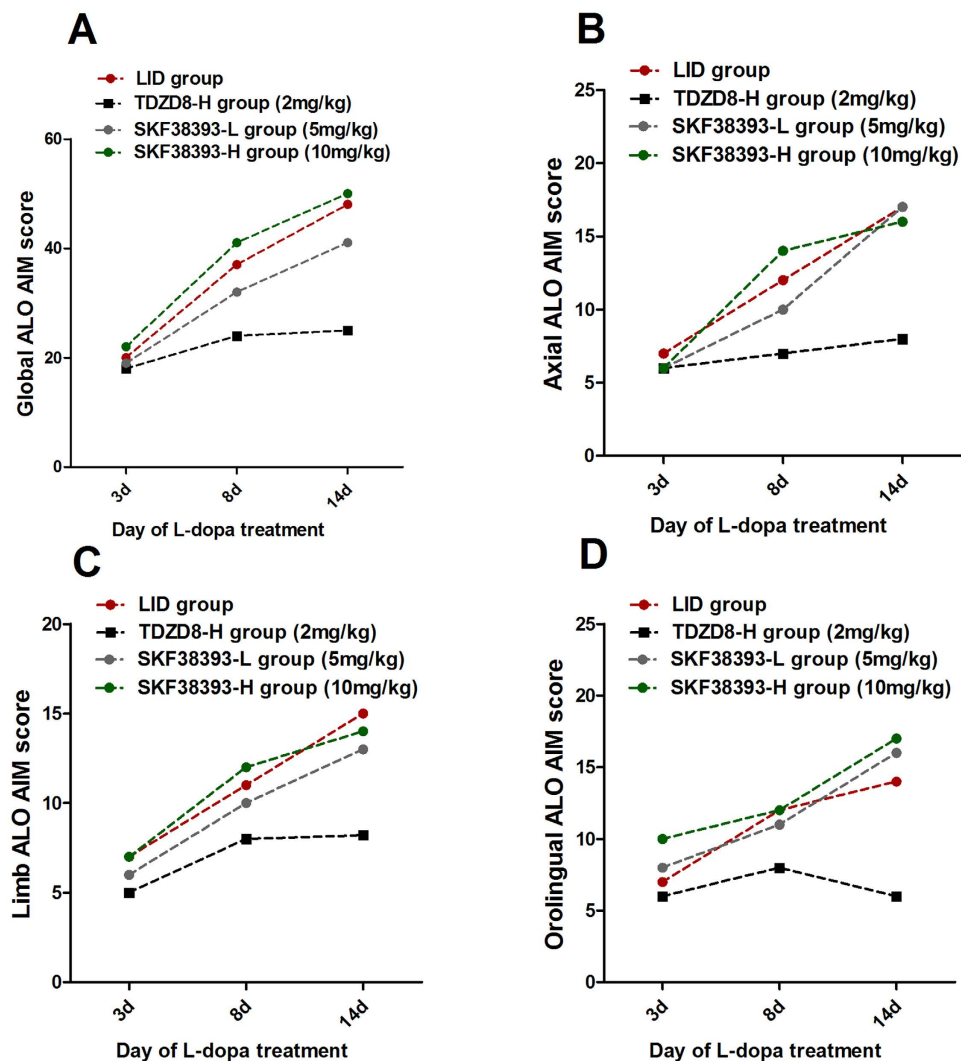 A
LID group
TDZD8-H group (2mg/kg)
SKF38393-L group (5mg/kg)
SKF38393-H group (10mg/kg)
Global ALO AIM score
60
40
20
0
3d
8d
14d
Day of L-dopa treatment
B
LID group
TDZD8-H group (2mg/kg)
SKF38393-L group (5mg/kg)
SKF38393-H group (10mg/kg)
Axial ALO AIM score
25
20
15
10
5
0
3d
8d
14d
Day of L-dopa treatment
C
LID group
TDZD8-H group (2mg/kg)
SKF38393-L group (5mg/kg)
SKF38393-H group (10mg/kg)
Limb ALO AIM score
20
15
10
5
0
3d
8d
14d
Day of L-dopa treatment
D
LID group
TDZD8-H group (2mg/kg)
SKF38393-L group (5mg/kg)
SKF38393-H group (10mg/kg)
Orolingual ALO AIM score
25
20
15
10
5
0
3d
8d
14d
Day of L-dopa treatment